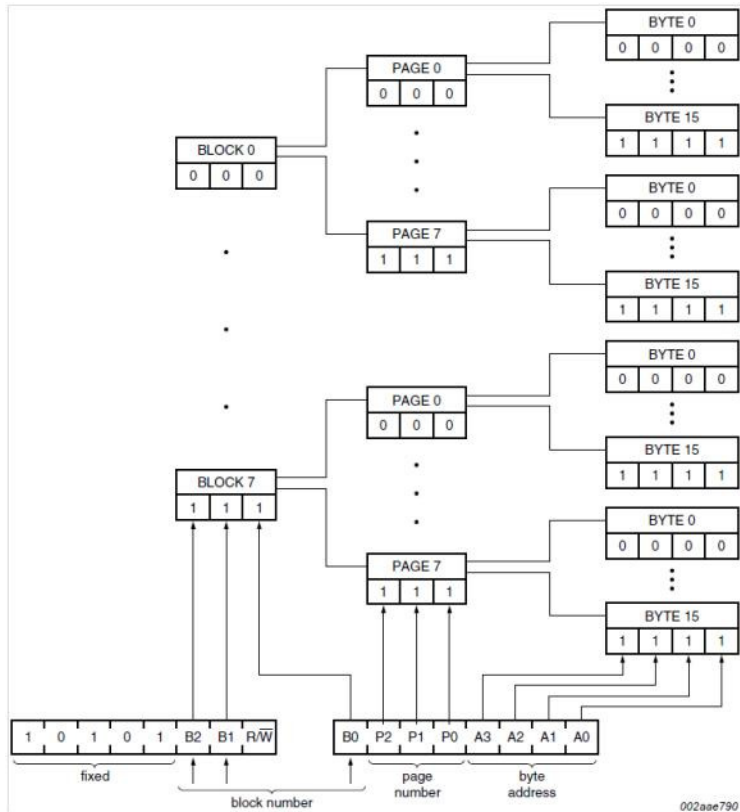 BYTE 0
PAGE 0
0 0 0 0
0 0 0
BYTE 15
BLOCK 0
1 1 1 1
0 0 0
BYTE 0
0 0 0 0
PAGE 7
1 1 1
BYTE 15
1 1 1 1
BYTE 0
0 0 0 0
PAGE 0
0 0 0
BYTE 15
1 1 1 1
BLOCK 7
1 1 1
BYTE 0
0 0 0 0
PAGE 7
1 1 1
BYTE 15
1 1 1 1
1 0 1 0 1 B2 B1 R/W̅ B0 P2 P1 P0 A3 A2 A1 A0
fixed page byte
number address
block number
002aae790